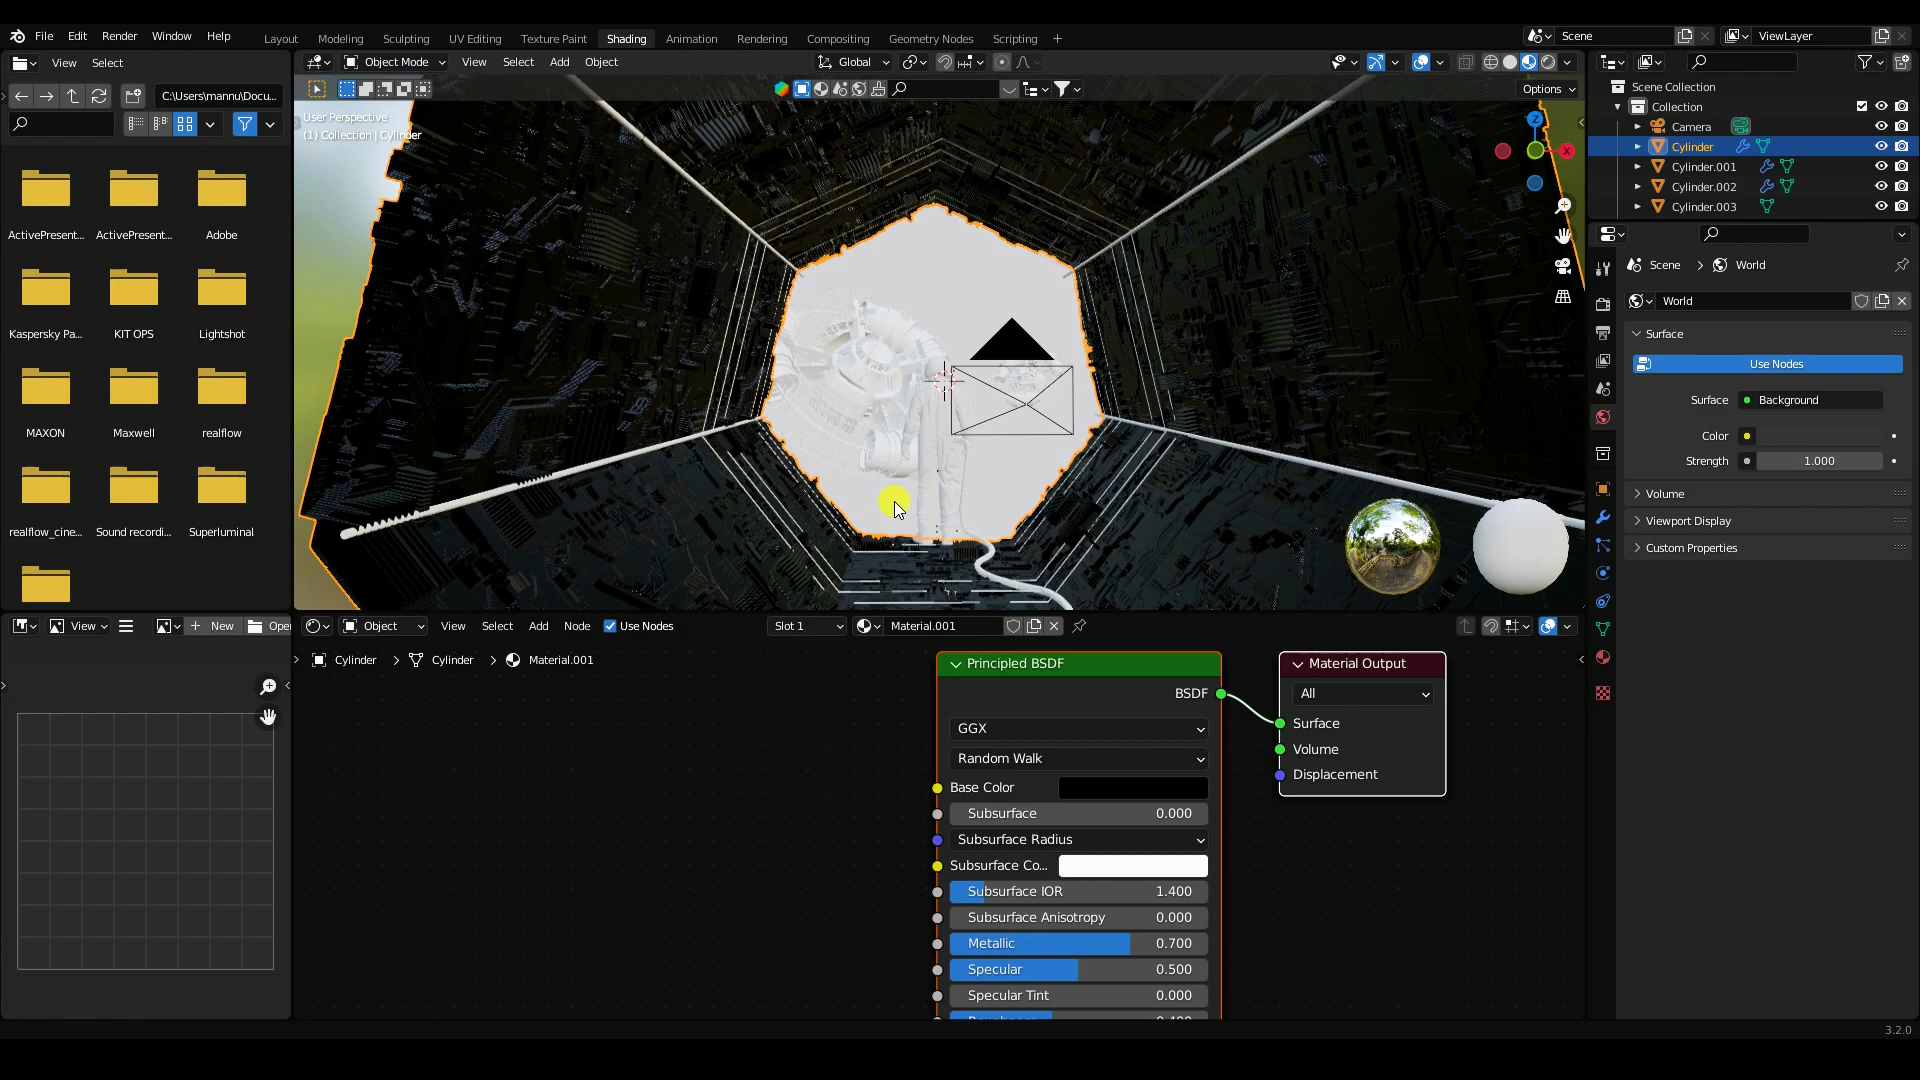 File Edit Render Window Help
Layout Modeling Sculpting UV Editing Texture Paint Shading Animation Rendering Compositing Geometry Nodes Scripting +
Scene
ViewLayer
View Select
Object Mode View Select Add Object
Global
C:\Users\mannu\Docu...
Options
User Perspective
(1) Collection | Cylinder
Z
X
Scene Collection
Collection
Camera
Cylinder
Cylinder.001
Cylinder.002
Cylinder.003
ActivePresent... ActivePresent... Adobe
Kaspersky Pa... KIT OPS Lightshot
MAXON Maxwell realflow
realflow_cine... Sound recordi... Superluminal
Scene > World
World
Surface
Use Nodes
Surface Background
Color
Strength 1.000
Volume
Viewport Display
Custom Properties
View New Open
Object View Select Add Node Use Nodes Slot 1 Material.001
Cylinder > Cylinder > Material.001
Principled BSDF
BSDF
GGX
Random Walk
Base Color
Subsurface 0.000
Subsurface Radius
Subsurface Co...
Subsurface IOR 1.400
Subsurface Anisotropy 0.000
Metallic 0.700
Specular 0.500
Specular Tint 0.000
Material Output
All
Surface
Volume
Displacement
3.2.0